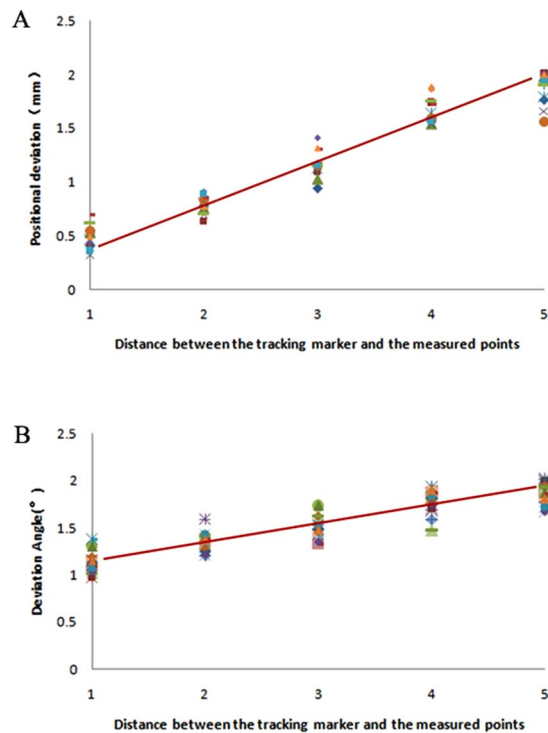 A
2.5
2
1.5
1
0.5
0
Positional deviation (mm)
1 2 3 4 5
Distance between the tracking marker and the measured points
B
2.5
2
1.5
1
0.5
0
Deviation Angle(°)
1 2 3 4 5
Distance between the tracking marker and the measured points